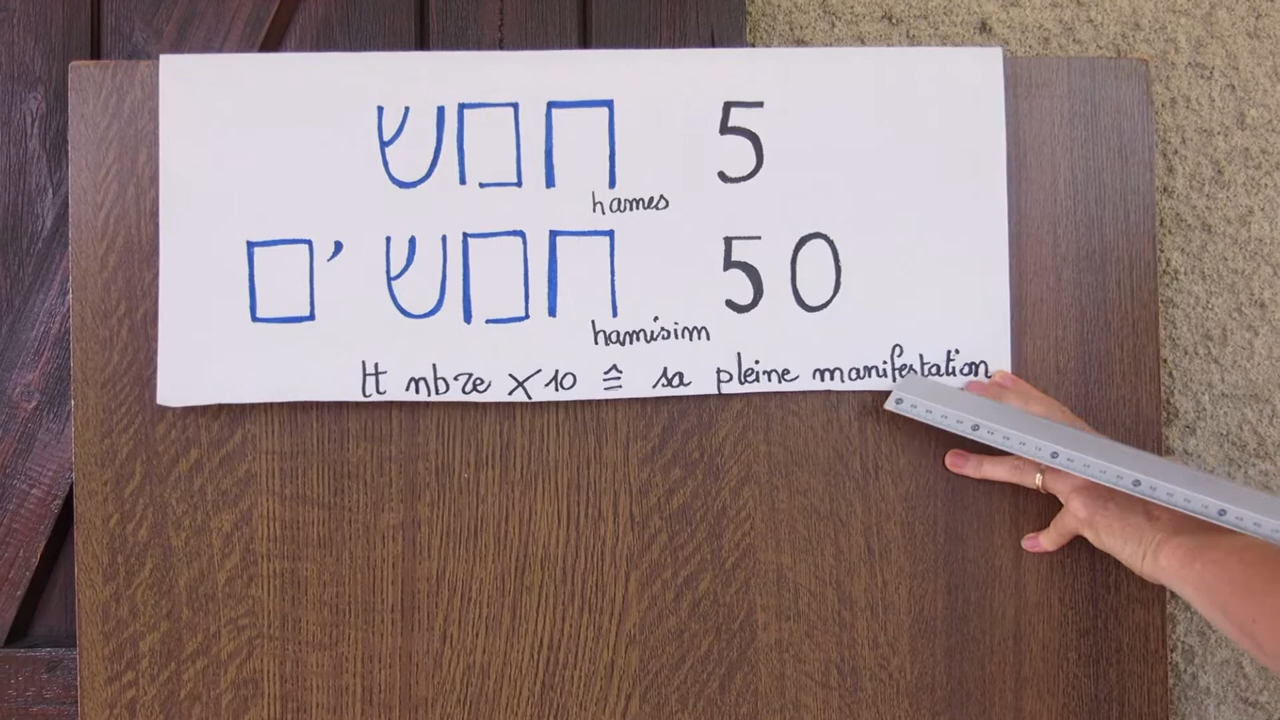 חמש 5
hames
חמשים 50
hamisim
tt nbre X10 ≙ sa pleine manifestation